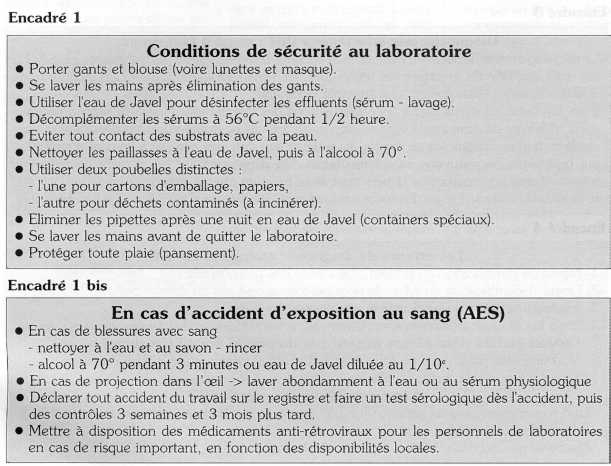 Encadré 1
Conditions de sécurité au laboratoire
● Porter gants et blouse (voire lunettes et masque).
● Se laver les mains après élimination des gants.
● Utiliser l'eau de Javel pour désinfecter les effluents (sérum - lavage).
● Décomplémenter les sérums à 56°C pendant 1/2 heure.
● Eviter tout contact des substrats avec la peau.
● Nettoyer les paillasses à l'eau de Javel, puis à l'alcool à 70°.
● Utiliser deux poubelles distinctes :
- l'une pour cartons d'emballage, papiers,
- l'autre pour déchets contaminés (à incinérer).
● Eliminer les pipettes après une nuit en eau de Javel (containers spéciaux).
● Se laver les mains avant de quitter le laboratoire.
● Protéger toute plaie (pansement).
Encadré 1 bis
En cas d'accident d'exposition au sang (AES)
● En cas de blessures avec sang
- nettoyer à l'eau et au savon - rincer
- alcool à 70° pendant 3 minutes ou eau de Javel diluée au 1/10e.
● En cas de projection dans l'œil -> laver abondamment à l'eau ou au sérum physiologique
● Déclarer tout accident du travail sur le registre et faire un test sérologique dès l'accident, puis
des contrôles 3 semaines et 3 mois plus tard.
● Mettre à disposition des médicaments anti-rétroviraux pour les personnels de laboratoires
en cas de risque important, en fonction des disponibilités locales.